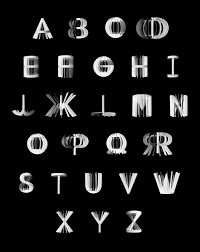 A B C D
E F G H I
J K L M N
O P Q R
S T U V W
X Y Z